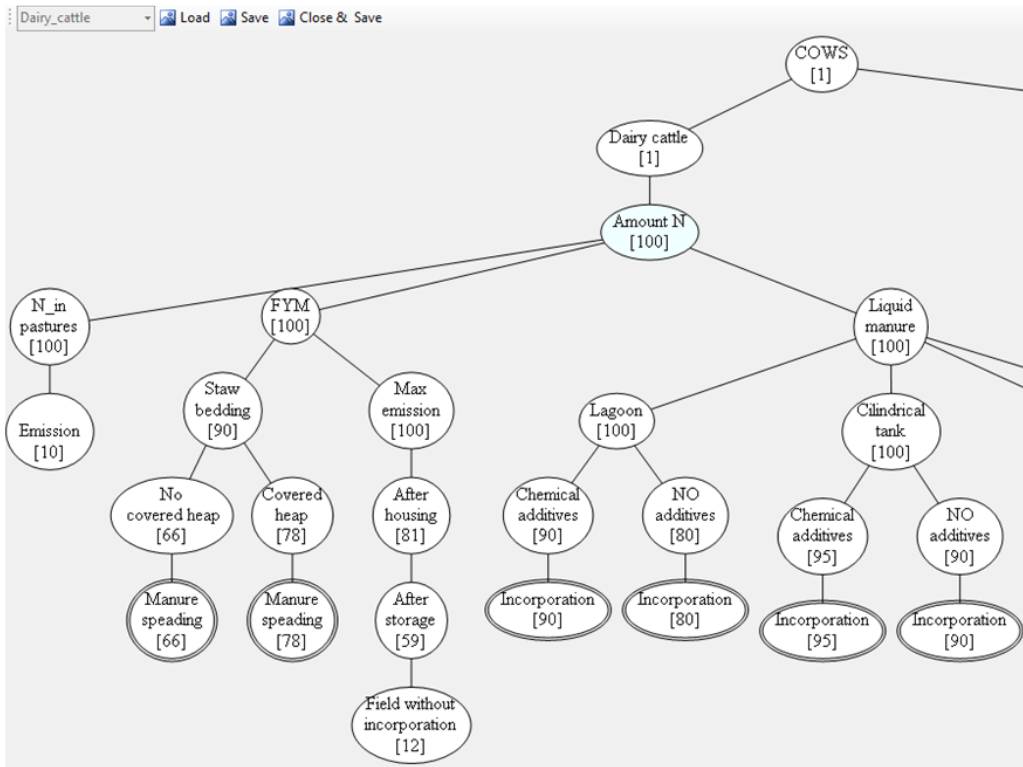 Dairy_cattle Load Save Close & Save
COWS
[1]
Dairy cattle
[1]
Amount N
[100]
N_in
pastures
[100]
FYM
[100]
Liquid
manure
[100]
Emission
[10]
Staw
bedding
[90]
Max
emission
[100]
Lagoon
[100]
Cilindrical
tank
[100]
No
covered heap
[66]
Covered
heap
[78]
After
housing
[81]
Chemical
additives
[90]
NO
additives
[80]
Chemical
additives
[95]
NO
additives
[90]
Manure
speading
[66]
Manure
speading
[78]
After
storage
[59]
Incorporation
[90]
Incorporation
[80]
Incorporation
[95]
Incorporation
[90]
Field without
incorporation
[12]